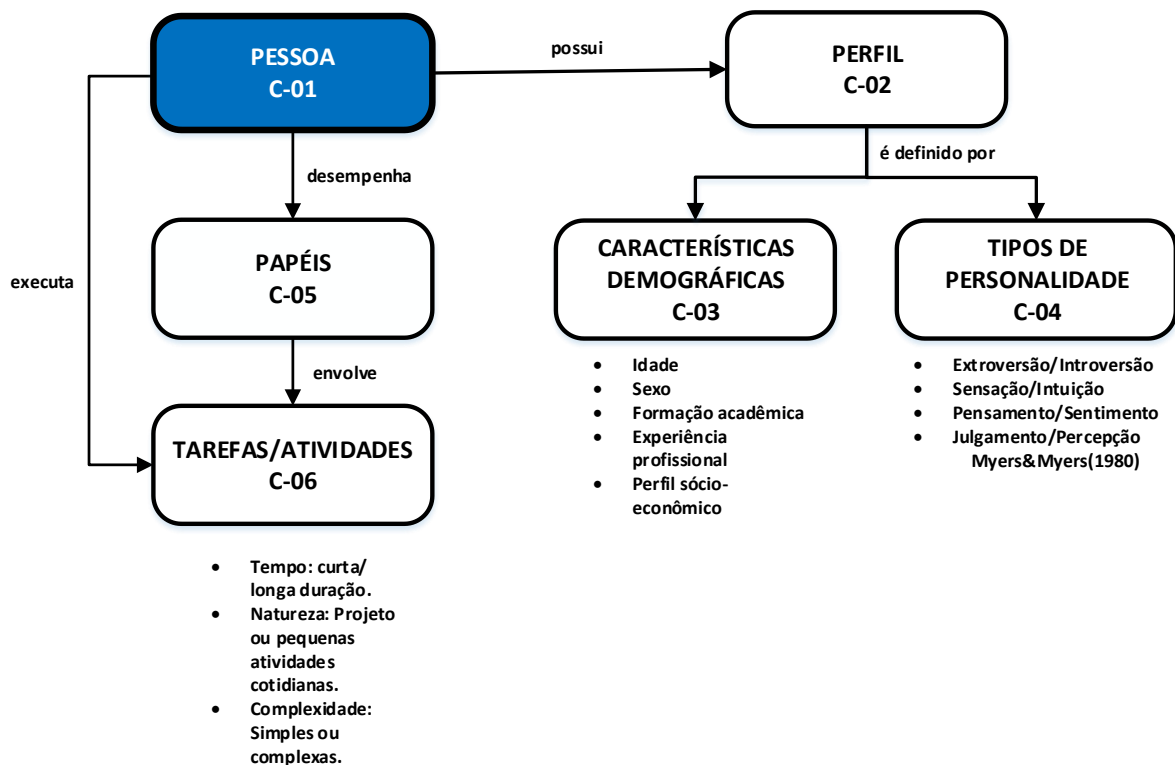 PESSOA
C-01
possui
PERFIL
C-02
é definido por
desempenha
executa
PAPÉIS
C-05
envolve
TAREFAS/ATIVIDADES
C-06
CARACTERÍSTICAS
DEMOGRÁFICAS
C-03
TIPOS DE
PERSONALIDADE
C-04
• Idade
• Sexo
• Formação acadêmica
• Experiência
profissional
• Perfil sócio-
econômico
• Extroversão/Introversão
• Sensação/Intuição
• Pensamento/Sentimento
• Julgamento/Percepção
Myers&Myers(1980)
• Tempo: curta/
longa duração.
• Natureza: Projeto
ou pequenas
atividades
cotidianas.
• Complexidade:
Simples ou
complexas.